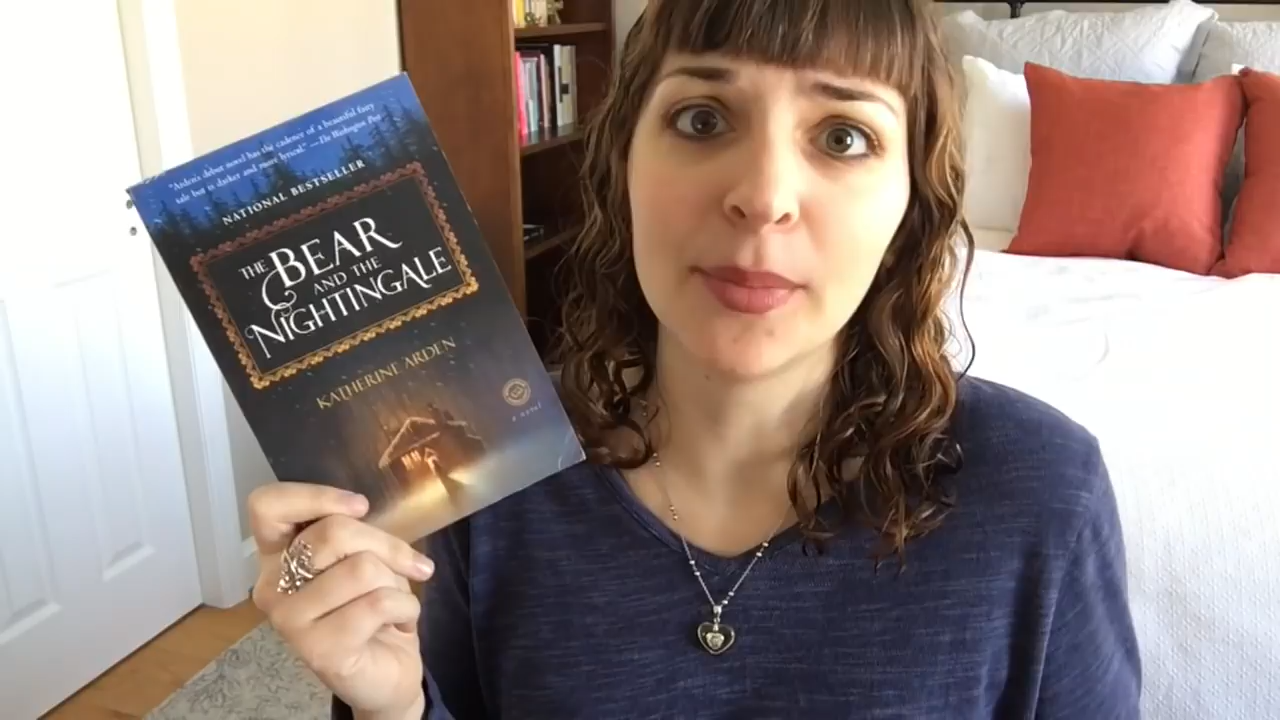 "Arden's debut novel has the cadence of a beautiful fairy
tale but is darker and more lyrical." —The Washington Post
NATIONAL BESTSELLER
THE BEAR
AND THE
NIGHTINGALE
KATHERINE ARDEN
a novel